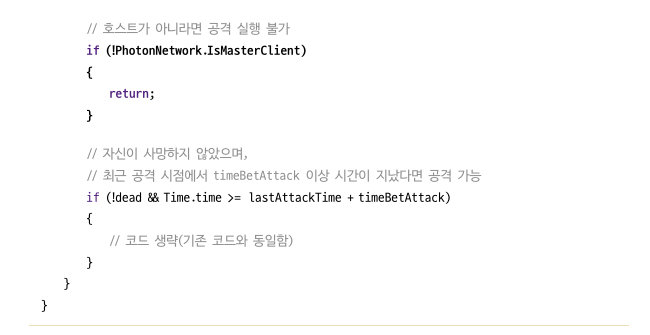 // 호스트가 아니라면 공격 실행 불가
if (!PhotonNetwork.IsMasterClient)
{
return;
}
// 자신이 사망하지 않았으며,
// 최근 공격 시점에서 timeBetAttack 이상 시간이 지났다면 공격 가능
if (!dead && Time.time >= lastAttackTime + timeBetAttack)
{
// 코드 생략(기존 코드와 동일함)
}
}
}